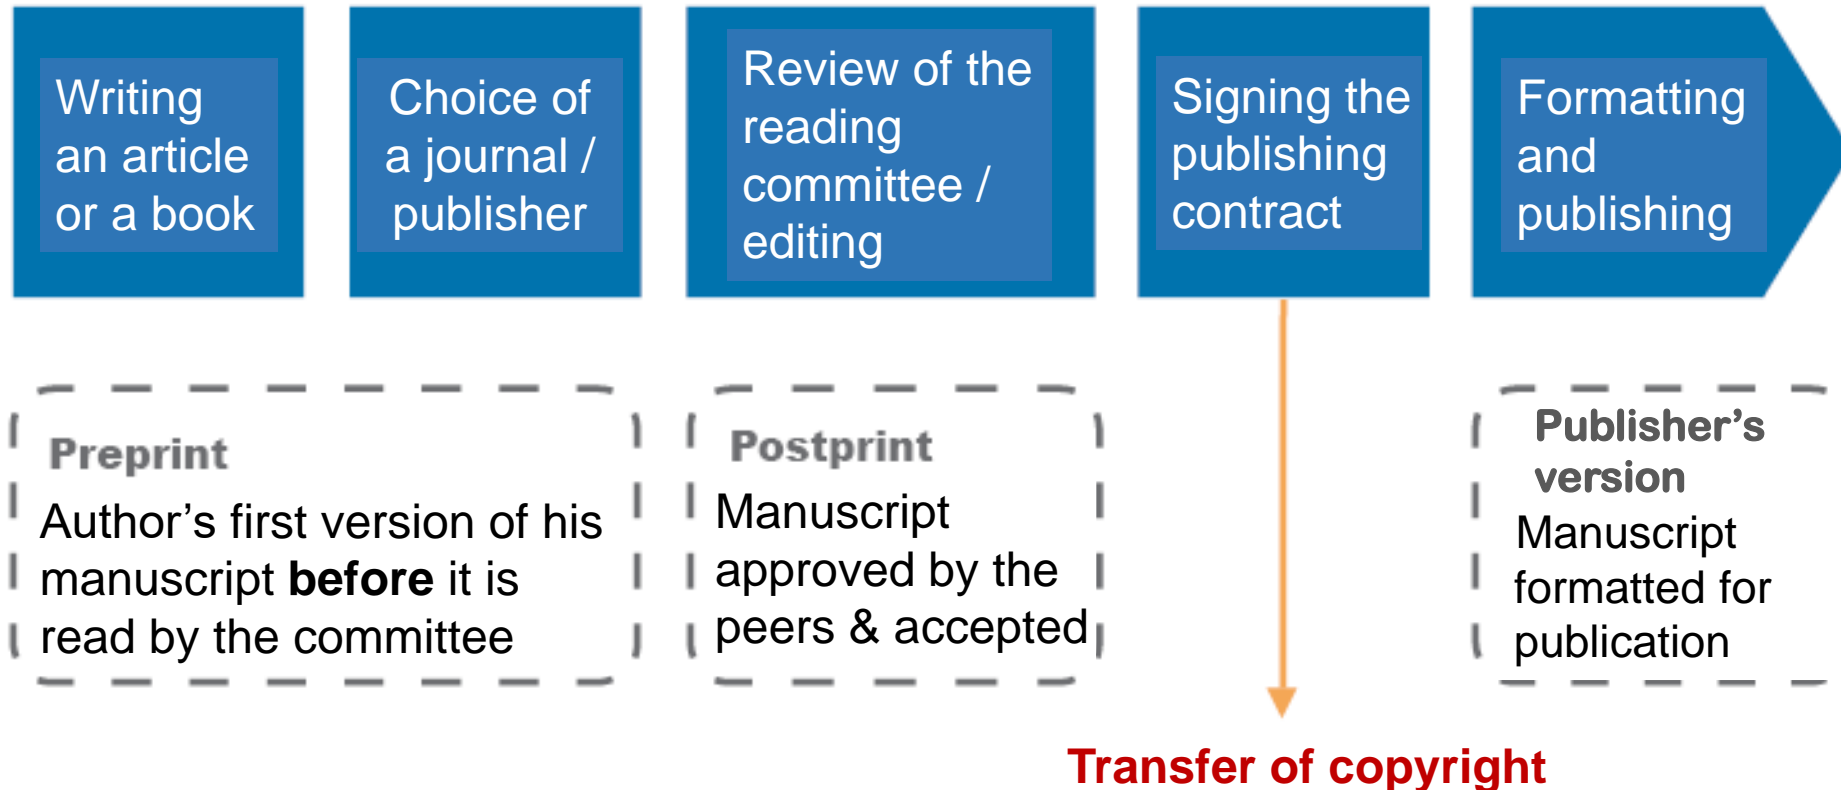 Writing
an article
or a book
Choice of
a journal /
publisher
Review of the
reading
committee /
editing
Signing the
publishing
contract
Formatting
and
publishing
Preprint
Author’s first version of his
manuscript before it is
read by the committee
Postprint
Manuscript
approved by the
peers & accepted
Publisher’s
version
Manuscript
formatted for
publication
Transfer of copyright